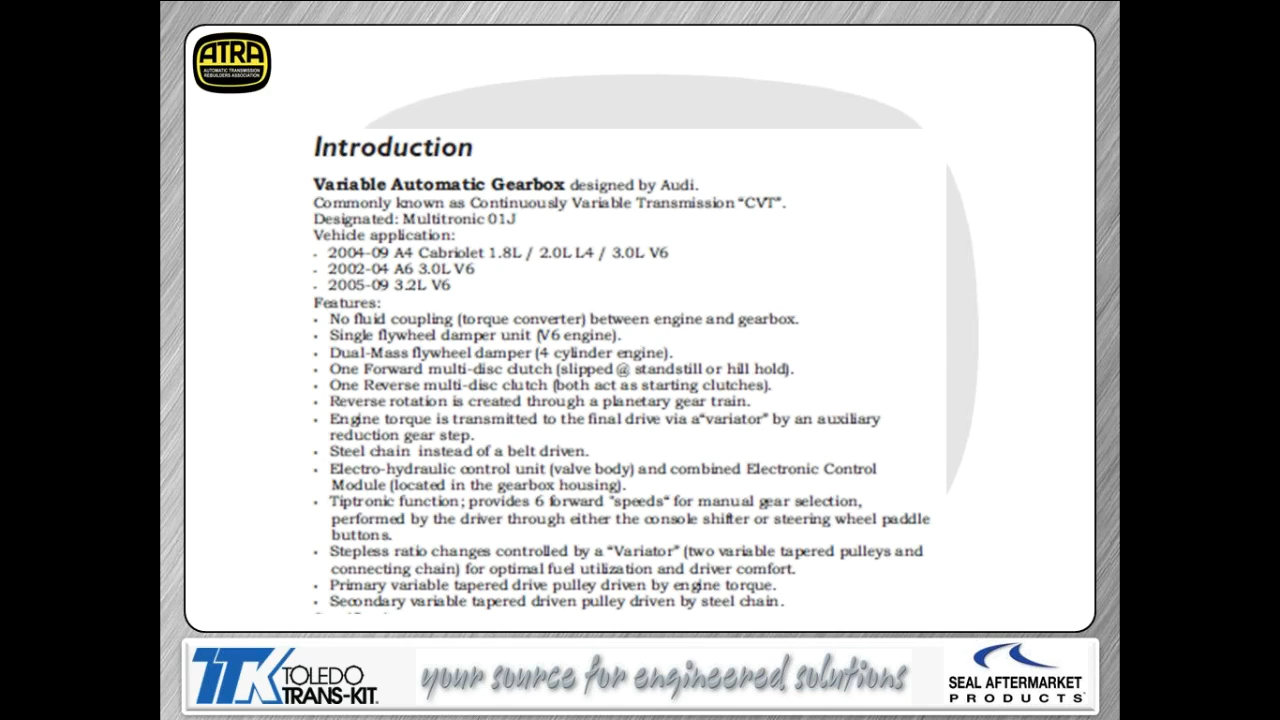 ATRA
AUTOMATIC TRANSMISSION
REBUILDERS ASSOCIATION
Introduction
Variable Automatic Gearbox designed by Audi.
Commonly known as Continuously Variable Transmission “CVT”.
Designated: Multitronic 01J
Vehicle application:
• 2004-09 A4 Cabriolet 1.8L / 2.0L L4 / 3.0L V6
• 2002-04 A6 3.0L V6
• 2005-09 3.2L V6
Features:
• No fluid coupling (torque converter) between engine and gearbox.
• Single flywheel damper unit (V6 engine).
• Dual-Mass flywheel damper (4 cylinder engine).
• One Forward multi-disc clutch (slipped @ standstill or hill hold).
• One Reverse multi-disc clutch (both act as starting clutches).
• Reverse rotation is created through a planetary gear train.
• Engine torque is transmitted to the final drive via a“variator” by an auxiliary
reduction gear step.
• Steel chain instead of a belt driven.
• Electro-hydraulic control unit (valve body) and combined Electronic Control
Module (located in the gearbox housing).
• Tiptronic function; provides 6 forward "speeds“ for manual gear selection,
performed by the driver through either the console shifter or steering wheel paddle
buttons.
• Stepless ratio changes controlled by a “Variator” (two variable tapered pulleys and
connecting chain) for optimal fuel utilization and driver comfort.
• Primary variable tapered drive pulley driven by engine torque.
• Secondary variable tapered driven pulley driven by steel chain.
TTK TOLEDO
TRANS-KIT.
your source for engineered solutions
SEAL AFTERMARKET
PRODUCTS